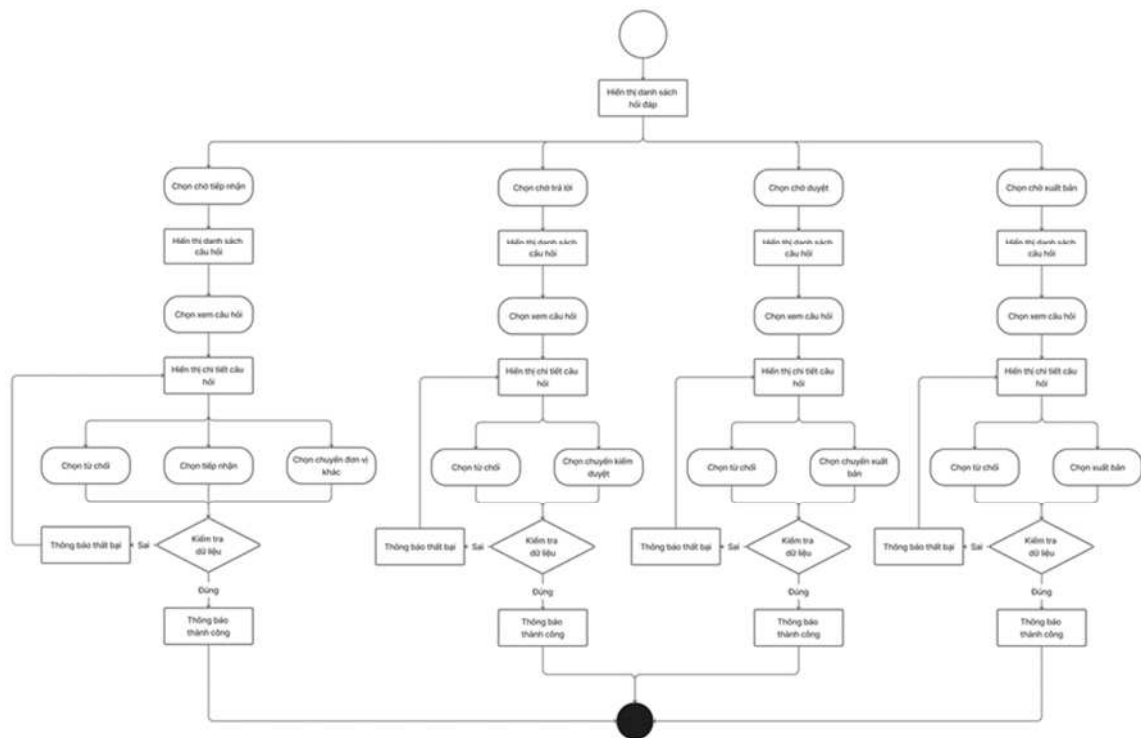 Hiển thị danh sách
hỏi đáp
Chọn chờ tiếp nhận
Chọn chờ trả lời
Chọn chờ duyệt
Chọn chờ xuất bản
Hiển thị danh sách
câu hỏi
Hiển thị danh sách
câu hỏi
Hiển thị danh sách
câu hỏi
Hiển thị danh sách
câu hỏi
Chọn xem câu hỏi
Chọn xem câu hỏi
Chọn xem câu hỏi
Chọn xem câu hỏi
Hiển thị chi tiết câu
hỏi
Hiển thị chi tiết câu
hỏi
Hiển thị chi tiết câu
hỏi
Hiển thị chi tiết câu
hỏi
Chọn từ chối
Chọn tiếp nhận
Chọn chuyển đơn vị
khác
Chọn từ chối
Chọn chuyển kiểm
duyệt
Chọn từ chối
Chọn chuyển xuất
bản
Chọn từ chối
Chọn xuất bản
Thông báo thất bại
Sai
Kiểm tra
dữ liệu
Thông báo thất bại
Sai
Kiểm tra
dữ liệu
Thông báo thất bại
Sai
Kiểm tra
dữ liệu
Thông báo thất bại
Sai
Kiểm tra
dữ liệu
Đúng
Đúng
Đúng
Đúng
Thông báo
thành công
Thông báo
thành công
Thông báo
thành công
Thông báo
thành công